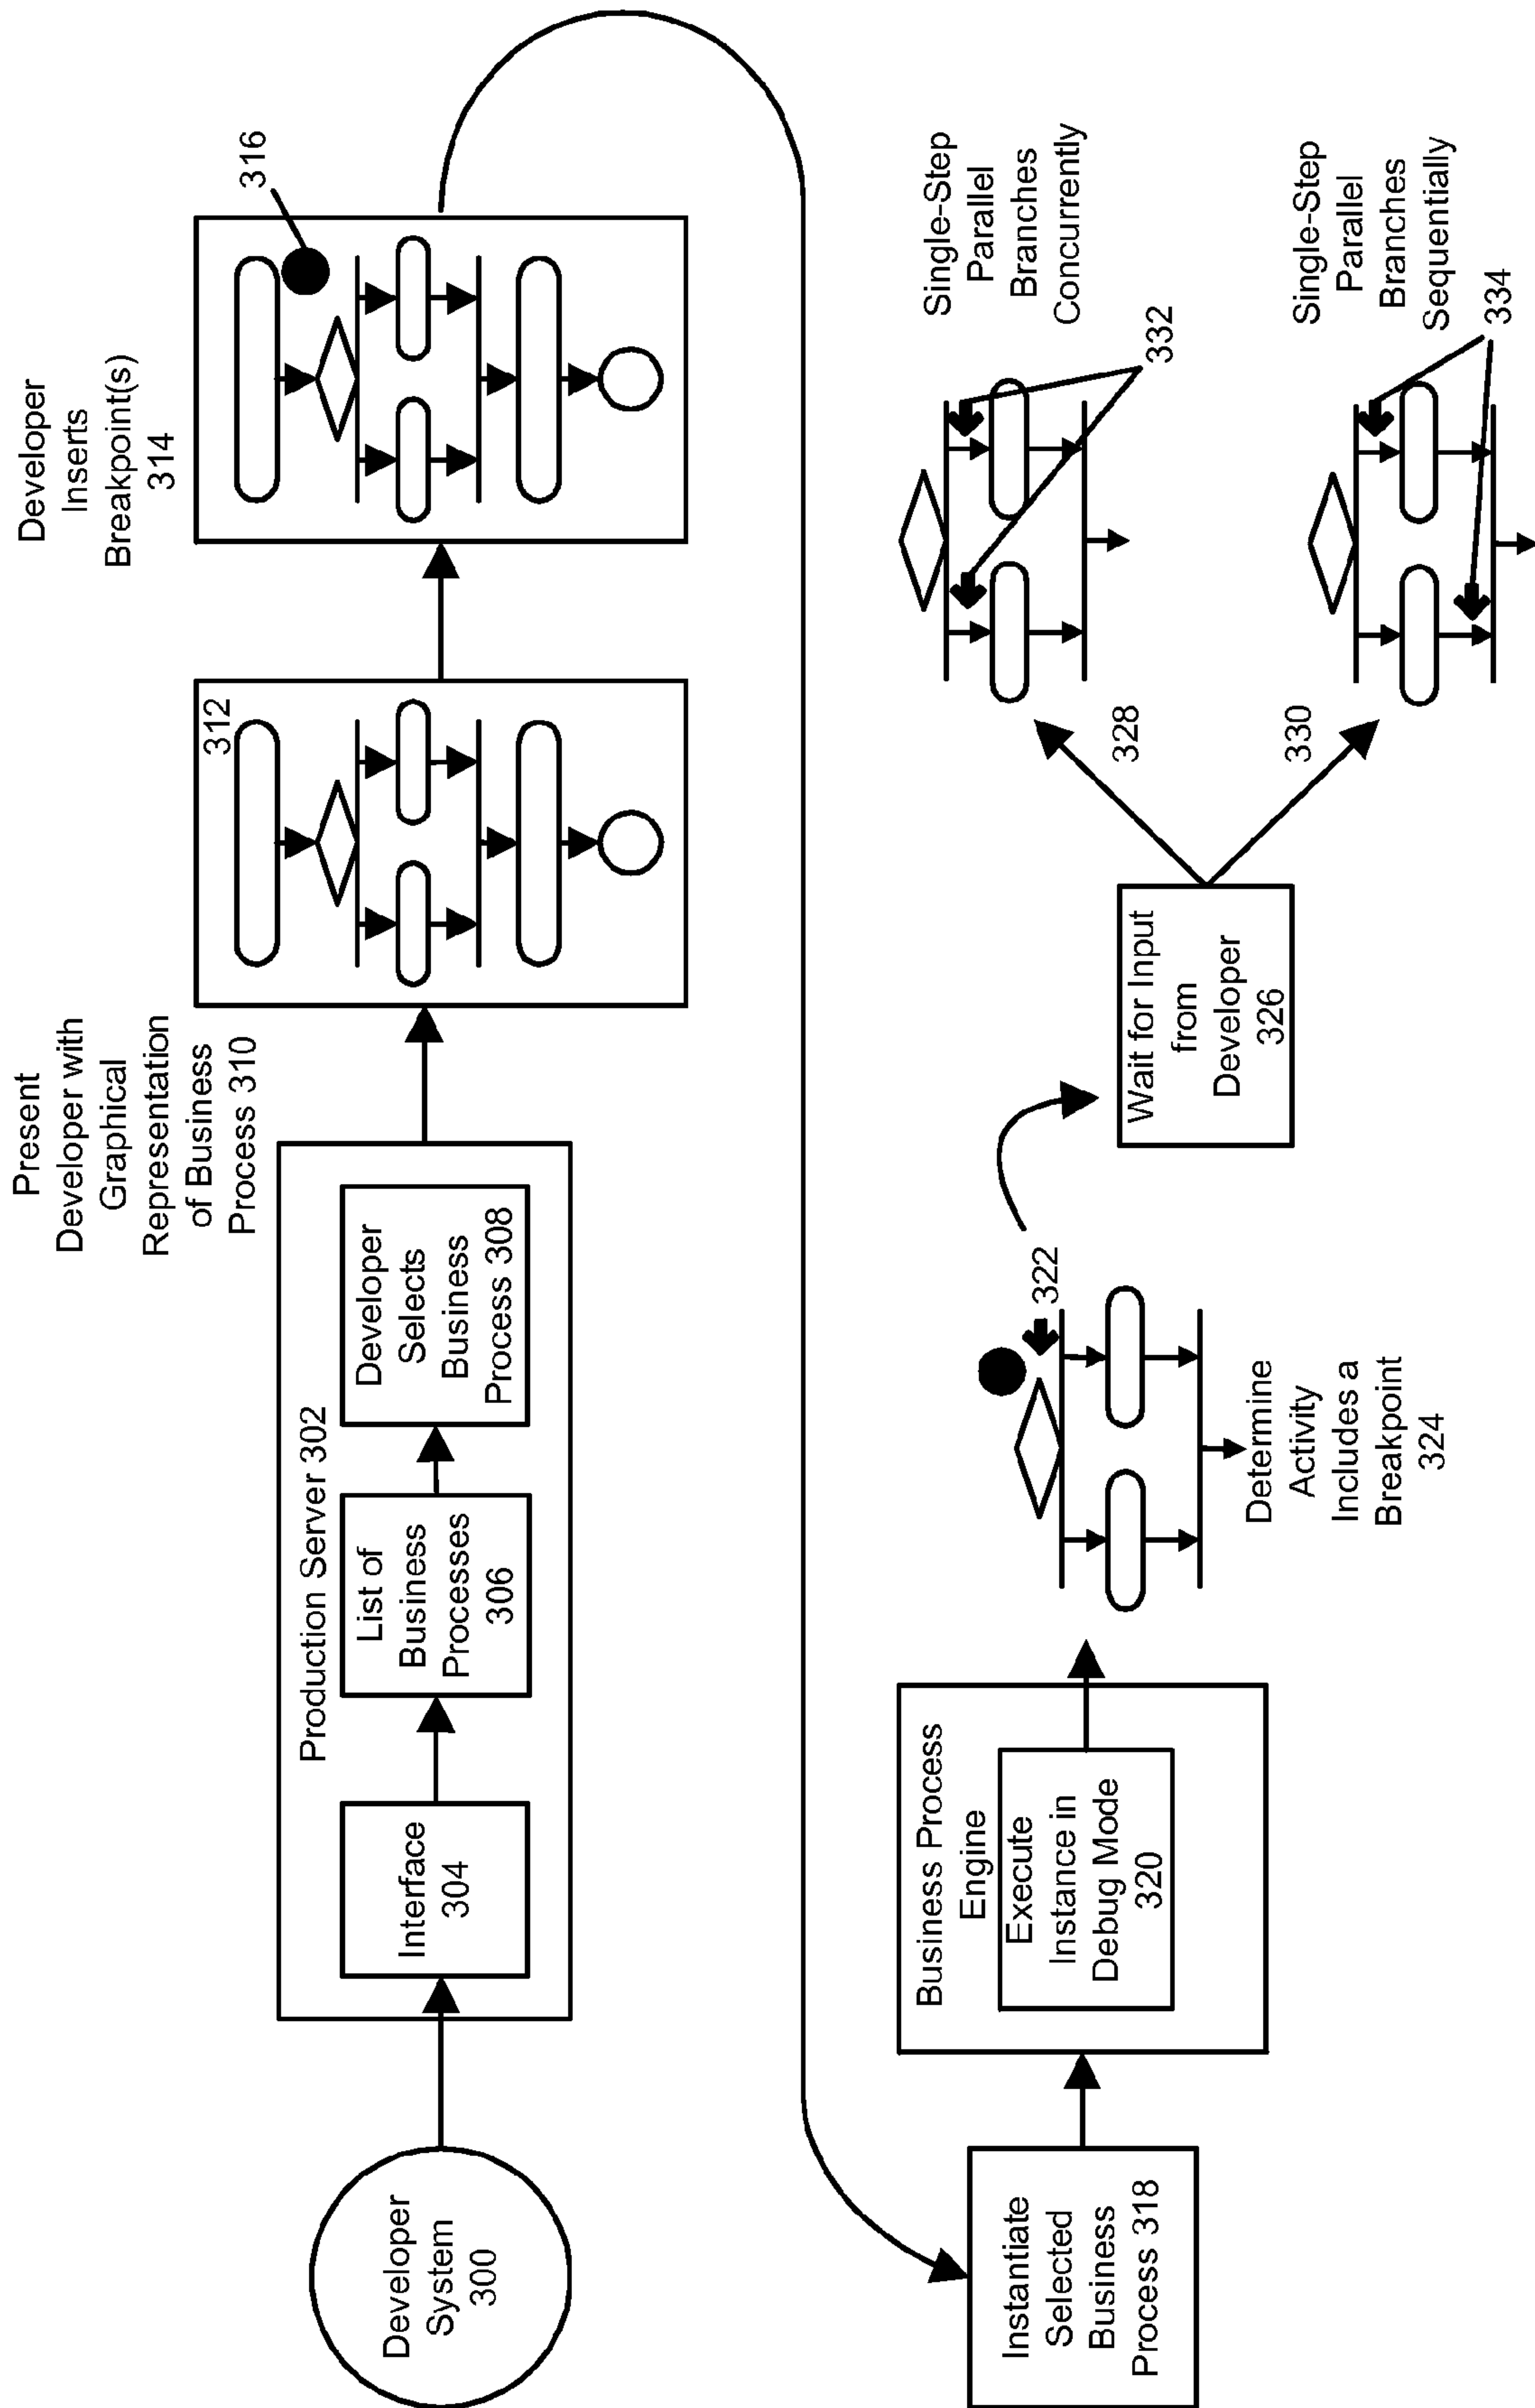 Developer
System
300
Production Server 302
Interface
304
List of
Business
Processes
306
Developer
Selects
Business
Process 308
Present
Developer with
Graphical
Representation
of Business
Process 310
312
Developer
Inserts
Breakpoint(s)
314
316
Instantiate
Selected
Business
Process 318
Business Process
Engine
Execute
Instance in
Debug Mode
320
322
Determine
Activity
Includes a
Breakpoint
324
Wait for Input
from
Developer
326
328
330
Single-Step
Parallel
Branches
Concurrently
332
Single-Step
Parallel
Branches
Sequentially
334